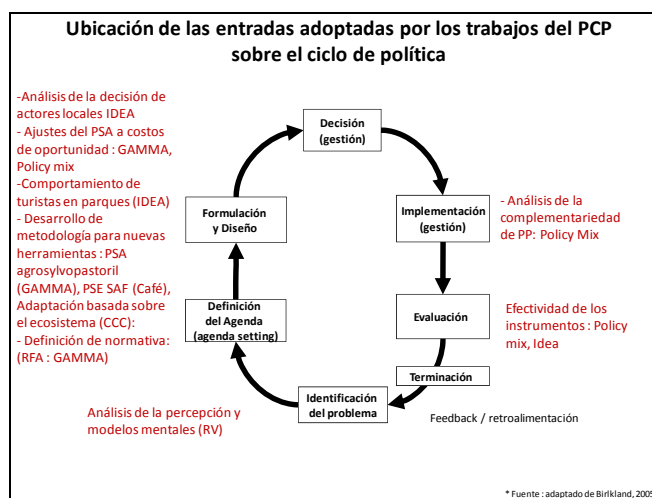 Ubicación de las entradas adoptadas por los trabajos del PCP
sobre el ciclo de política
-Análisis de la decisión de
actores locales IDEA
- Ajustes del PSA a costos
de oportunidad : GAMMA,
Policy mix
-Comportamiento de
turistas en parques (IDEA)
- Desarrollo de
metodología para nuevas
herramientas : PSA
agrosylvopastoril
(GAMMA), PSE SAF (Café),
Adaptación basada sobre
el ecosistema (CCC):
- Definición de normativa:
(RFA : GAMMA)
Decisión
(gestión)
Formulación
y Diseño
Implementación
(gestión)
- Análisis de la
complementariedad
de PP: Policy Mix
Definición
del Agenda
(agenda setting)
Evaluación
Efectividad de los
instrumentos : Policy
mix, Idea
Terminación
Identificación
del problema
Análisis de la percepción y
modelos mentales (RV)
Feedback / retroalimentación
* Fuente : adaptado de Birlkland, 2005